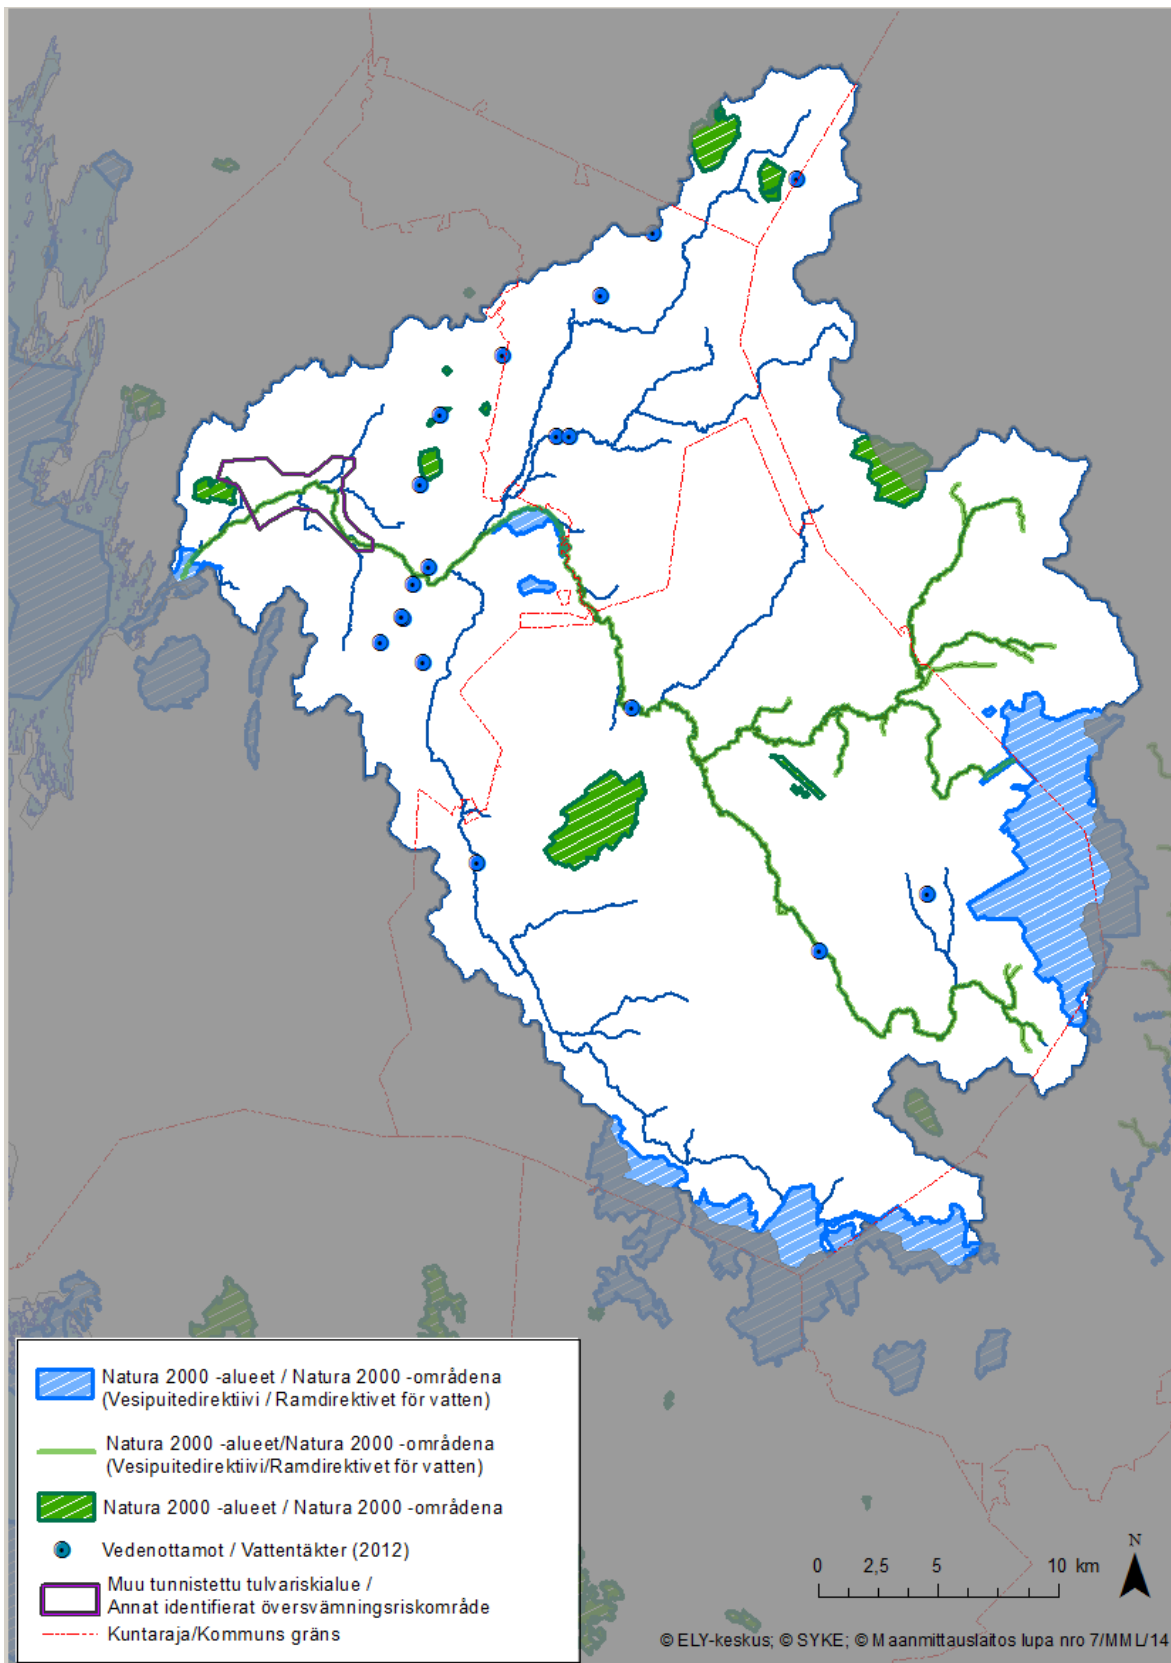 Natura 2000 -alueet / Natura 2000 -områdena
(Vesipuitedirektiivi / Ramdirektivet för vatten)
Natura 2000 -alueet/Natura 2000 -områdena
(Vesipuitedirektiivi/Ramdirektivet för vatten)
Natura 2000 -alueet / Natura 2000 -områdena
Vedenottamot / Vattentäkter (2012)
Muu tunnistettu tulvariskialue /
Annat identifierat översvämningsriskområde
Kuntaraja/Kommuns gräns
N
0 2,5 5 10 km
© ELY-keskus; © SYKE; © Maanmittauslaitos lupa nro 7/MML/14